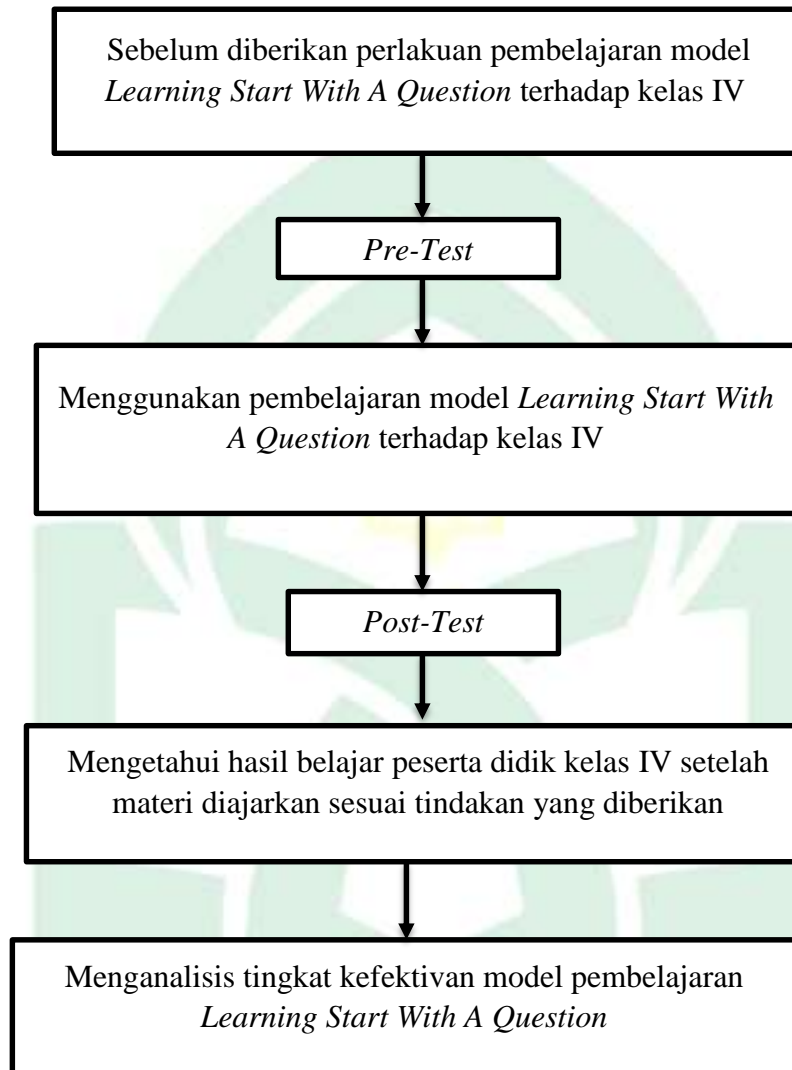 Sebelum diberikan perlakuan pembelajaran model
Learning Start With A Question terhadap kelas IV
Pre-Test
Menggunakan pembelajaran model Learning Start With
A Question terhadap kelas IV
Post-Test
Mengetahui hasil belajar peserta didik kelas IV setelah
materi diajarkan sesuai tindakan yang diberikan
Menganalisis tingkat kefektivan model pembelajaran
Learning Start With A Question